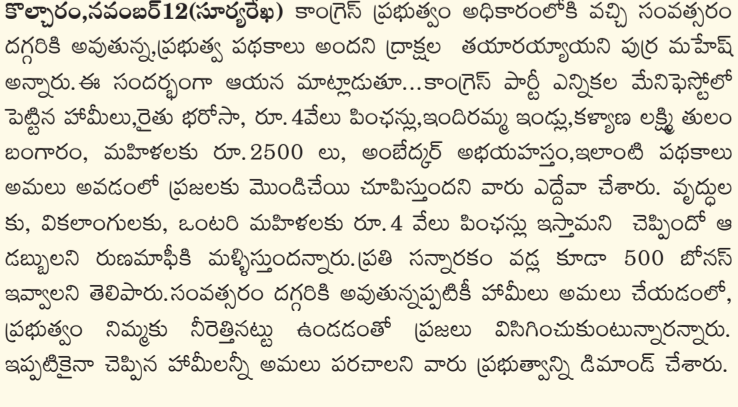 కొల్చారం,నవంబర్12(సూర్యరేఖ) కాంగ్రెస్ ప్రభుత్వం అధికారంలోకి వచ్చి సంవత్సరం
దగ్గరికి అవుతున్న,ప్రభుత్వ పథకాలు అందని ద్రాక్షల తయారయ్యాయని పుర్ర మహేష్
అన్నారు.ఈ సందర్భంగా ఆయన మాట్లాడుతూ...కాంగ్రెస్ పార్టీ ఎన్నికల మేనిఫెస్టోలో
పెట్టిన హామీలు,రైతు భరోసా, రూ.4వేలు పింఛన్లు,ఇందిరమ్మ ఇండ్లు,కళ్యాణ లక్ష్మి తులం
బంగారం, మహిళలకు రూ.2500 లు, అంబేద్కర్ అభయహస్తం,ఇలాంటి పథకాలు
అమలు అవడంలో ప్రజలకు మొండిచేయి చూపిస్తుందని వారు ఎద్దేవా చేశారు. వృద్ధుల
కు, వికలాంగులకు, ఒంటరి మహిళలకు రూ.4 వేలు పింఛన్లు ఇస్తామని చెప్పిందో ఆ
డబ్బులని రుణమాఫీకి మళ్ళిస్తుందన్నారు.ప్రతి సన్నారకం వడ్ల కూడా 500 బోనస్
ఇవ్వాలని తెలిపారు.సంవత్సరం దగ్గరికి అవుతున్నప్పటికీ హామీలు అమలు చేయడంలో,
ప్రభుత్వం నిమ్మకు నీరెత్తినట్టు ఉండడంతో ప్రజలు విసిగించుకుంటున్నారన్నారు.
ఇప్పటికైనా చెప్పిన హామీలన్నీ అమలు పరచాలని వారు ప్రభుత్వాన్ని డిమాండ్ చేశారు.